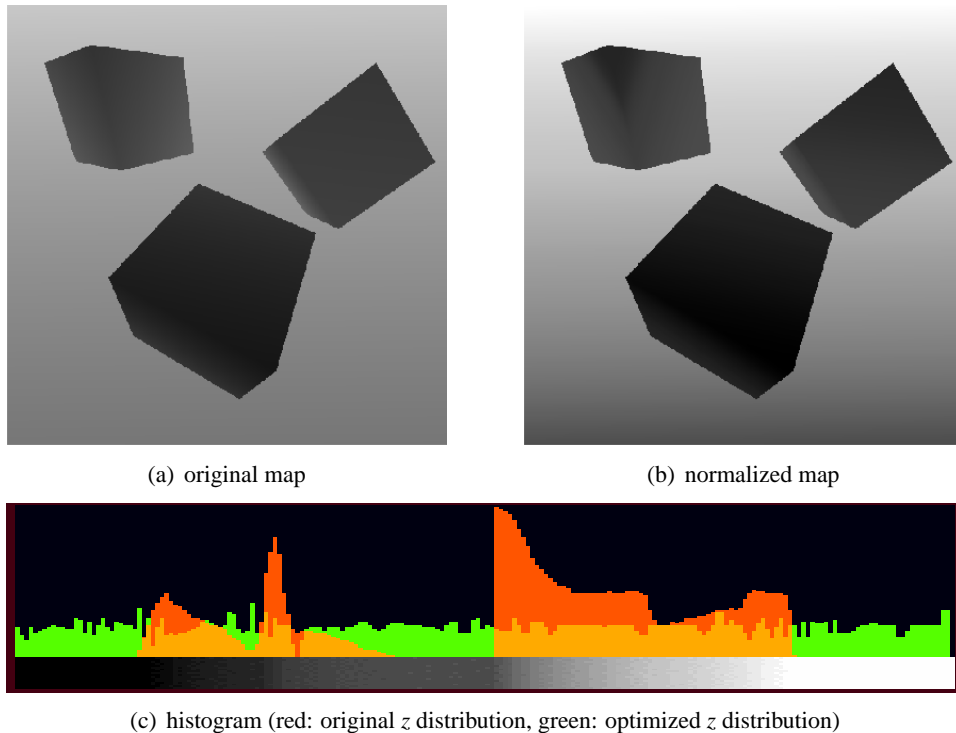 (a) original map
(b) normalized map
(c) histogram (red: original z distribution, green: optimized z distribution)